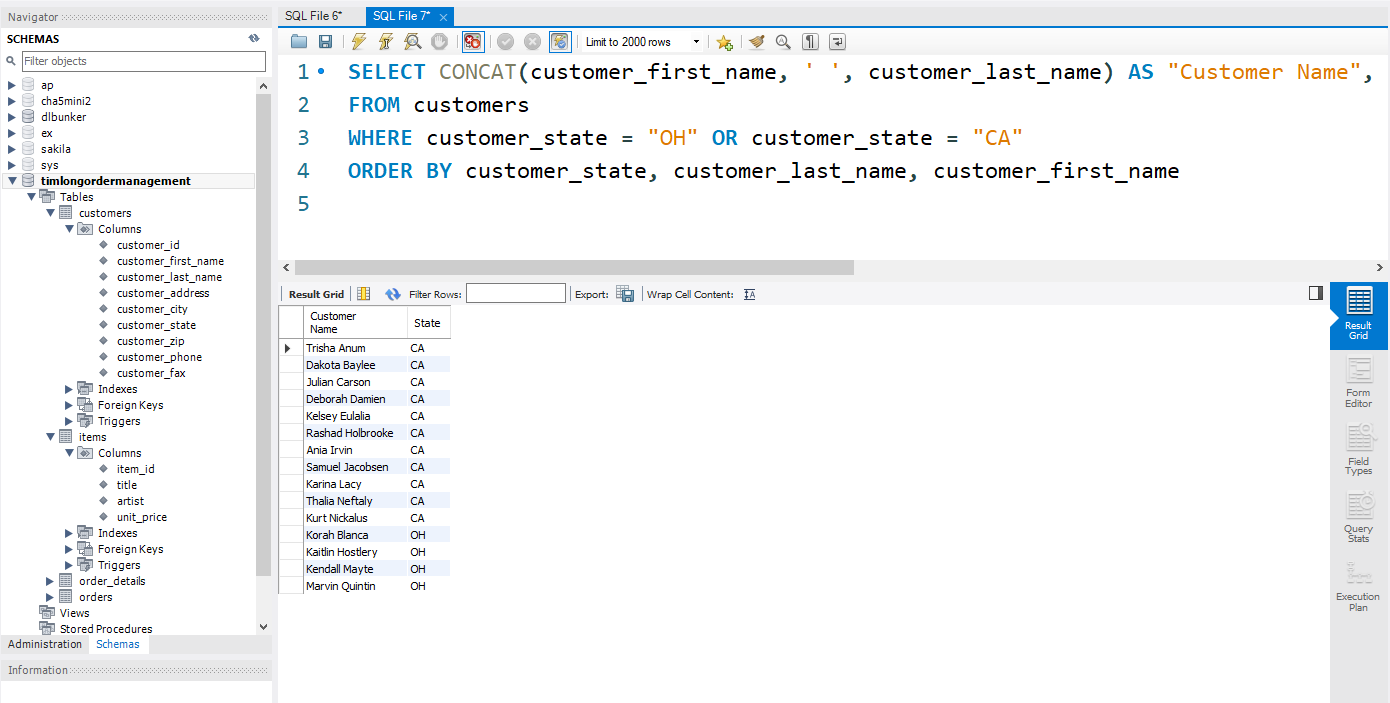 Navigator
SCHEMAS
Filter objects
ap
cha5mini2
dlbunker
ex
sakila
sys
timlongordermanagement
Tables
customers
Columns
customer_id
customer_first_name
customer_last_name
customer_address
customer_city
customer_state
customer_zip
customer_phone
customer_fax
Indexes
Foreign Keys
Triggers
items
Columns
item_id
title
artist
unit_price
Indexes
Foreign Keys
Triggers
order_details
orders
Views
Stored Procedures
Administration Schemas
Information
SQL File 6* SQL File 7*
Limit to 2000 rows
1 SELECT CONCAT(customer_first_name, ' ', customer_last_name) AS "Customer Name",
2 FROM customers
3 WHERE customer_state = "OH" OR customer_state = "CA"
4 ORDER BY customer_state, customer_last_name, customer_first_name
5
Result Grid Filter Rows: Export: Wrap Cell Content: IA
Customer
Name State
Trisha Anum CA
Dakota Baylee CA
Julian Carson CA
Deborah Damien CA
Kelsey Eulalia CA
Rashad Holbrooke CA
Ania Irvin CA
Samuel Jacobsen CA
Karina Lacy CA
Thalia Neftaly CA
Kurt Nickalus CA
Korah Blanca OH
Kaitlin Hostlery OH
Kendall Mayte OH
Marvin Quintin OH
Result
Grid
Form
Editor
Field
Types
Query
Stats
Execution
Plan